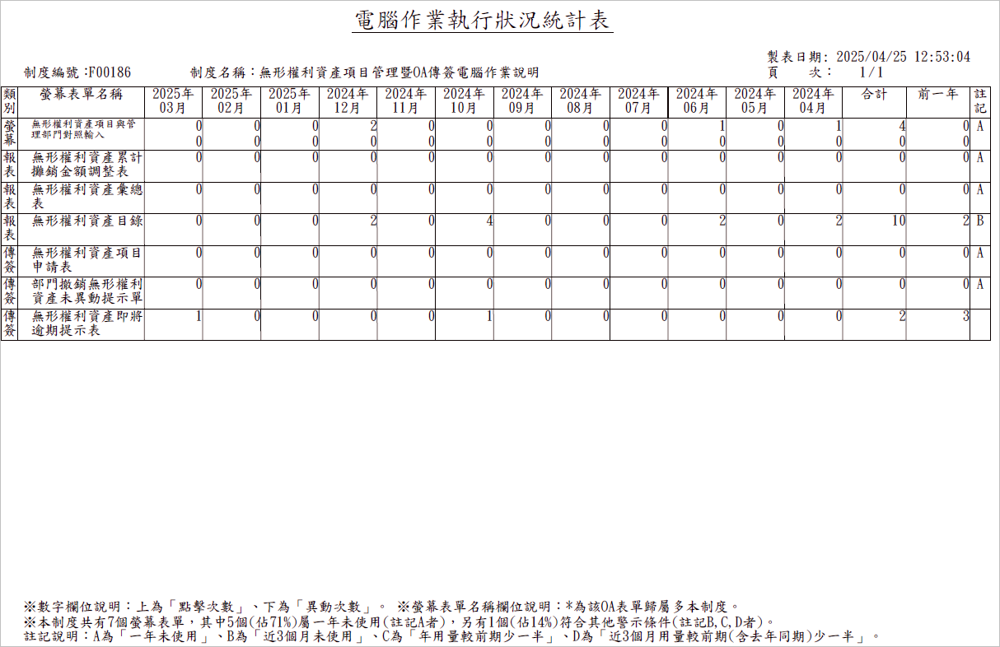 電腦作業執行狀況統計表
製表日期: 2025/04/25 12:53:04
制度編號:F00186 制度名稱:無形權利資產項目管理暨OA傳簽電腦作業說明 頁 次: 1/1
類別 螢幕表單名稱 2025年03月 2025年02月 2025年01月 2024年12月 2024年11月 2024年10月 2024年09月 2024年08月 2024年07月 2024年06月 2024年05月 2024年04月 合計 前一年 註記
螢幕 無形權利資產項目與管理部門對照輸入 0 0 0 2 0 0 0 0 0 1 0 1 4 0 A
0 0 0 0 0 0 0 0 0 0 0 0 0 0
報表 無形權利資產累計攤銷金額調整表 0 0 0 0 0 0 0 0 0 0 0 0 0 0 A
報表 無形權利資產彙總表 0 0 0 0 0 0 0 0 0 0 0 0 0 0 A
報表 無形權利資產目錄 0 0 0 2 0 4 0 0 0 2 0 2 10 2 B
傳簽 無形權利資產項目申請表 0 0 0 0 0 0 0 0 0 0 0 0 0 0 A
傳簽 部門撤銷無形權利資產未異動提示單 0 0 0 0 0 0 0 0 0 0 0 0 0 0 A
傳簽 無形權利資產即將逾期提示表 1 0 0 0 0 1 0 0 0 0 0 0 2 3
※數字欄位說明:上為「點擊次數」、下為「異動次數」。 ※螢幕表單名稱欄位說明:*為該OA表單歸屬多本制度。
※本制度共有7個螢幕表單,其中5個(佔71%)屬一年未使用(註記A者),另有1個(佔14%)符合其他警示條件(註記B,C,D者)。
註記說明:A為「一年未使用」、B為「近3個月未使用」、C為「年用量較前期少一半」、D為「近3個月用量較前期(含去年同期)少一半」。